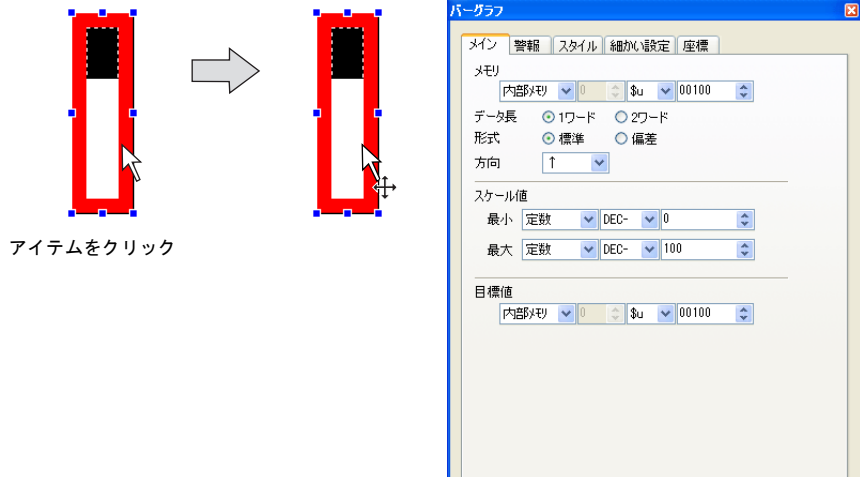 バーグラフ
メイン 警報 スタイル 細かい設定 座標
メモリ
内部メモリ 0 $u 00100
データ長 1ワード 2ワード
形式 標準 偏差
方向 ↑
スケール値
最小 定数 DEC- 0
最大 定数 DEC- 100
目標値
内部メモリ 0 $u 00100
アイテムをクリック